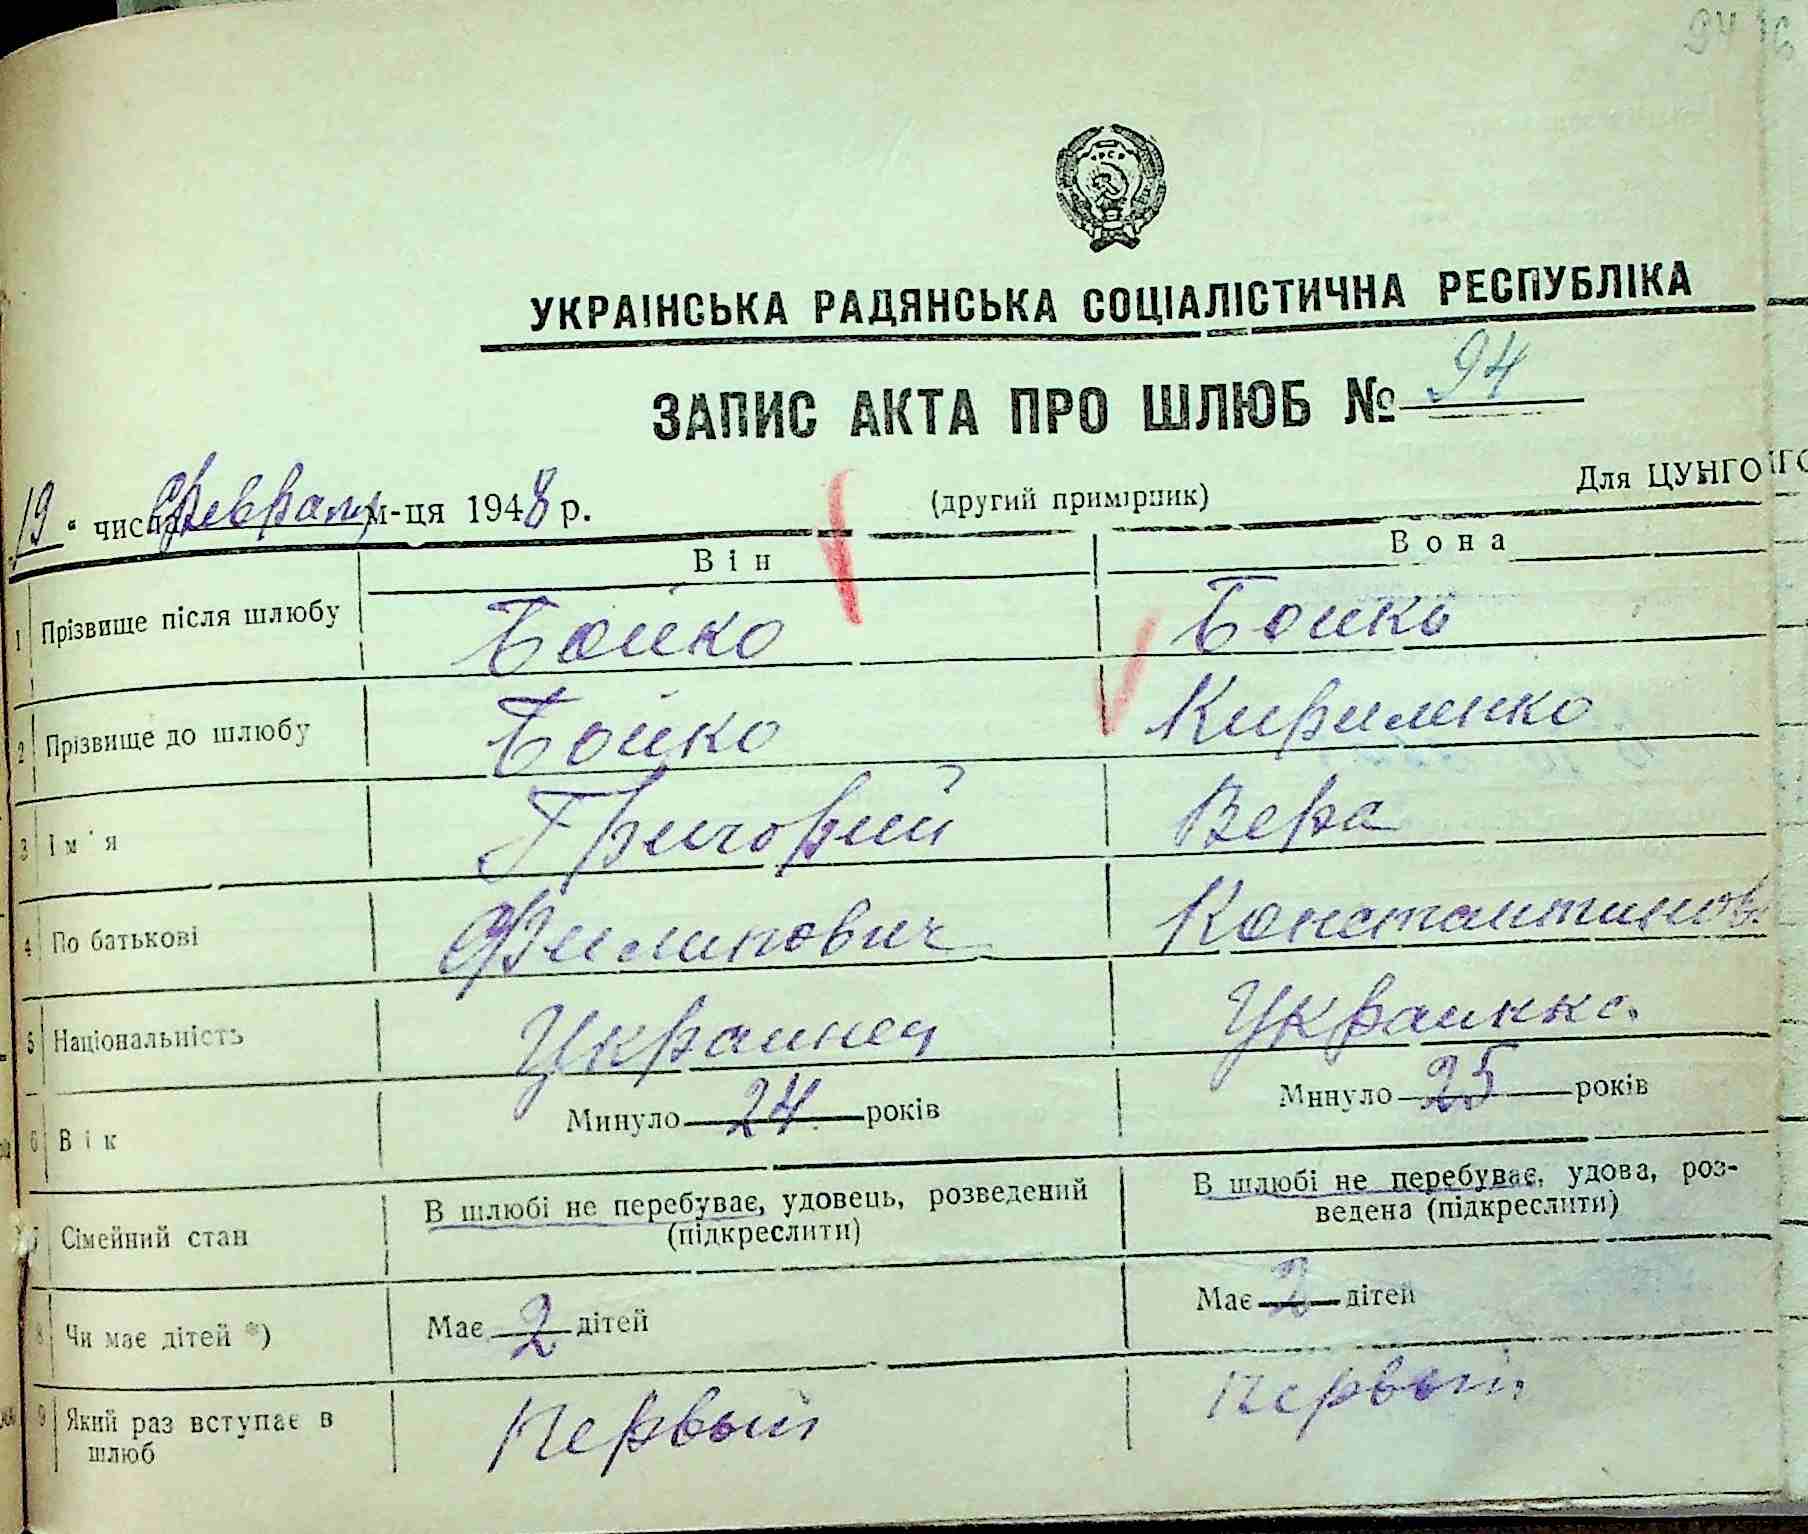 94
УКРАЇНСЬКА РАДЯНСЬКА СОЦІАЛІСТИЧНА РЕСПУБЛІКА
ЗАПИС АКТА ПРО ШЛЮБ № 94
19 " числа февраля м-ця 1948 р. (другий примірник) Для ЦУНГО
Він Вона
1 Прізвище після шлюбу Бойко Бойко
2 Прізвище до шлюбу Бойко Кириленко
3 Ім'я Григорий Вера
4 По батькові Филипович Константинов.
5 Національність Украинец Украинка.
6 Вік Минуло 24 років Минуло 25 років
7 Сімейний стан В шлюбі не перебуває, удовець, розведений В шлюбі не перебуває, удова, роз-
(підкреслити) ведена (підкреслити)
8 Чи має дітей *) Має 2 дітей Має 2 дітей
9 Який раз вступає в Первый Первый
шлюб